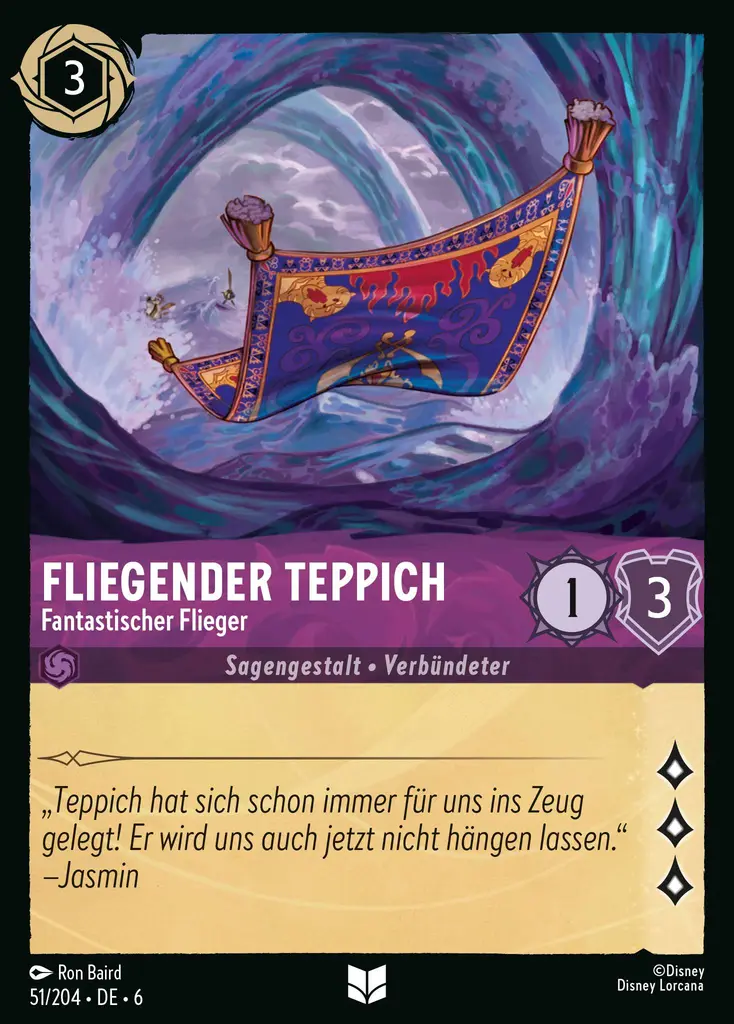 3
FLIEGENDER TEPPICH
Fantastischer Flieger
1
3
Sagengestalt • Verbündeter
„Teppich hat sich schon immer für uns ins Zeug
gelegt! Er wird uns auch jetzt nicht hängen lassen.“
–Jasmin
Ron Baird
51/204 • DE • 6
©Disney
Disney Lorcana